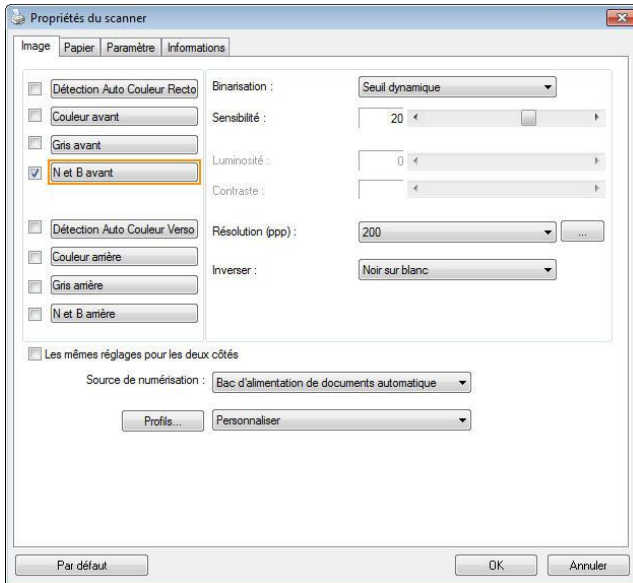 Propriétés du scanner
Image Papier Paramètre Informations
Détection Auto Couleur Recto
Couleur avant
Gris avant
N et B avant
Détection Auto Couleur Verso
Couleur arrière
Gris arrière
N et B arrière
Binarisation : Seuil dynamique
Sensibilité : 20
Luminosité : 0
Contraste :
Résolution (ppp) : 200 ...
Inverser : Noir sur blanc
Les mêmes réglages pour les deux côtés
Source de numérisation : Bac d'alimentation de documents automatique
Profils... Personnaliser
Par défaut OK Annuler